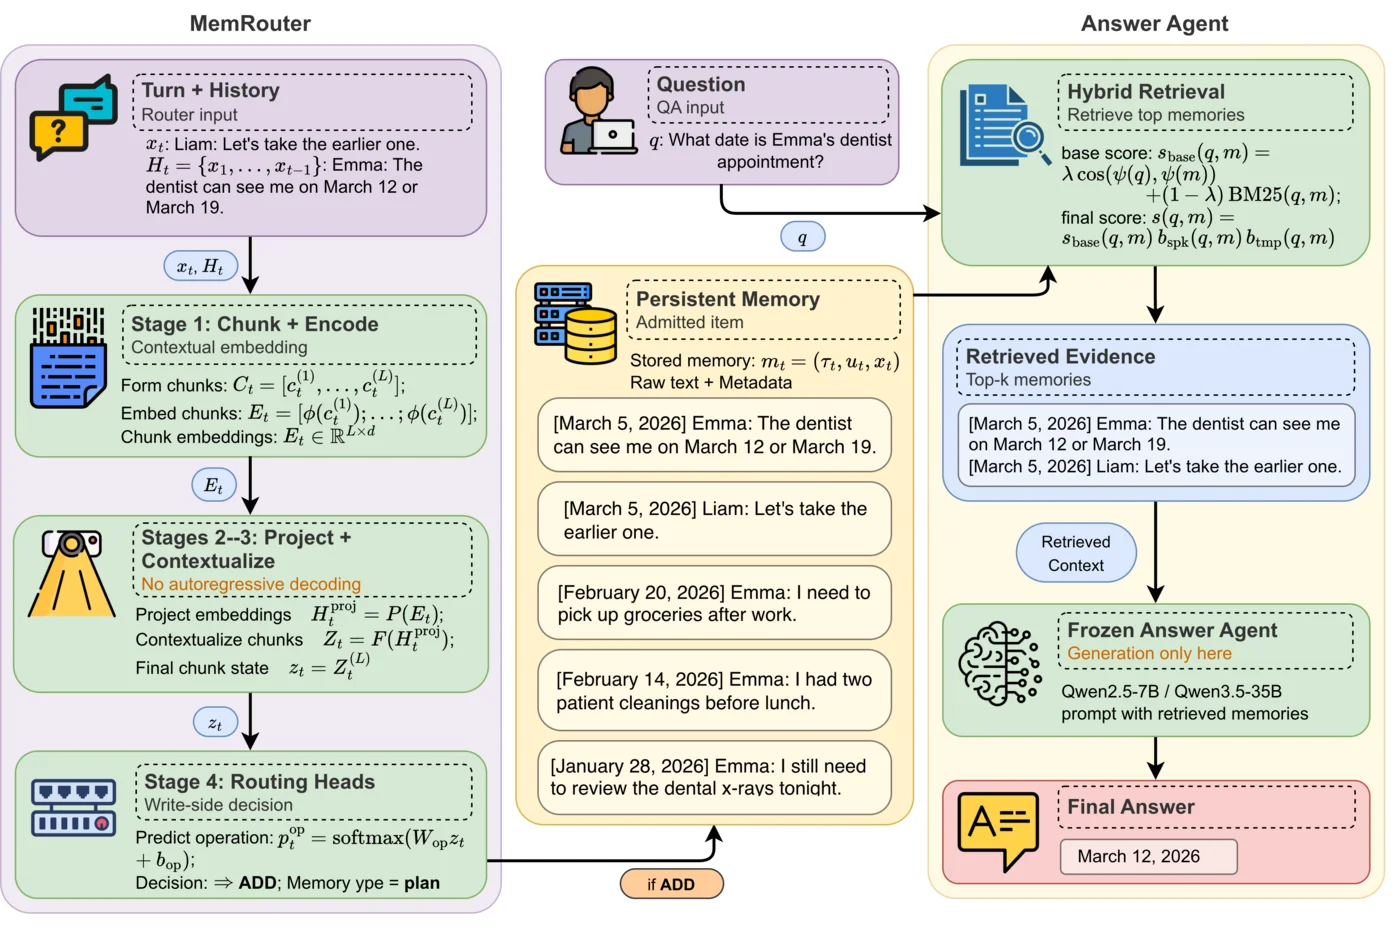 MemRouter
Turn + History
Router input
x_t: Liam: Let's take the earlier one.
H_t = {x_1, . . . , x_{t−1}}: Emma: The
dentist can see me on March 12 or
March 19.
x_t, H_t
Stage 1: Chunk + Encode
Contextual embedding
Form chunks: C_t = [c_t^{(1)}, . . . , c_t^{(L)}];
Embed chunks: E_t = [ϕ(c_t^{(1)}); . . . ; ϕ(c_t^{(L)})];
Chunk embeddings: E_t ∈ ℝ^{L×d}
E_t
Stages 2--3: Project +
Contextualize
No autoregressive decoding
Project embeddings H_t^{proj} = P(E_t);
Contextualize chunks Z_t = F(H_t^{proj});
Final chunk state z_t = Z_t^{(L)}
z_t
Stage 4: Routing Heads
Write-side decision
Predict operation: p_t^{op} = softmax(W_{op}z_t
+ b_{op});
Decision: ⇒ ADD; Memory ype = plan
if ADD
Question
QA input
q: What date is Emma's dentist
appointment?
q
Persistent Memory
Admitted item
Stored memory: m_t = (τ_t, u_t, x_t)
Raw text + Metadata
[March 5, 2026] Emma: The dentist
can see me on March 12 or March 19.
[March 5, 2026] Liam: Let's take the
earlier one.
[February 20, 2026] Emma: I need to
pick up groceries after work.
[February 14, 2026] Emma: I had two
patient cleanings before lunch.
[January 28, 2026] Emma: I still need
to review the dental x-rays tonight.
Answer Agent
Hybrid Retrieval
Retrieve top memories
base score: s_{base}(q, m) =
λ cos(ψ(q), ψ(m))
+(1 − λ) BM25(q, m);
final score: s(q, m) =
s_{base}(q, m) b_{spk}(q, m) b_{tmp}(q, m)
Retrieved Evidence
Top-k memories
[March 5, 2026] Emma: The dentist can see me
on March 12 or March 19.
[March 5, 2026] Liam: Let's take the earlier one.
Retrieved
Context
Frozen Answer Agent
Generation only here
Qwen2.5-7B / Qwen3.5-35B
prompt with retrieved memories
Final Answer
March 12, 2026
A
?